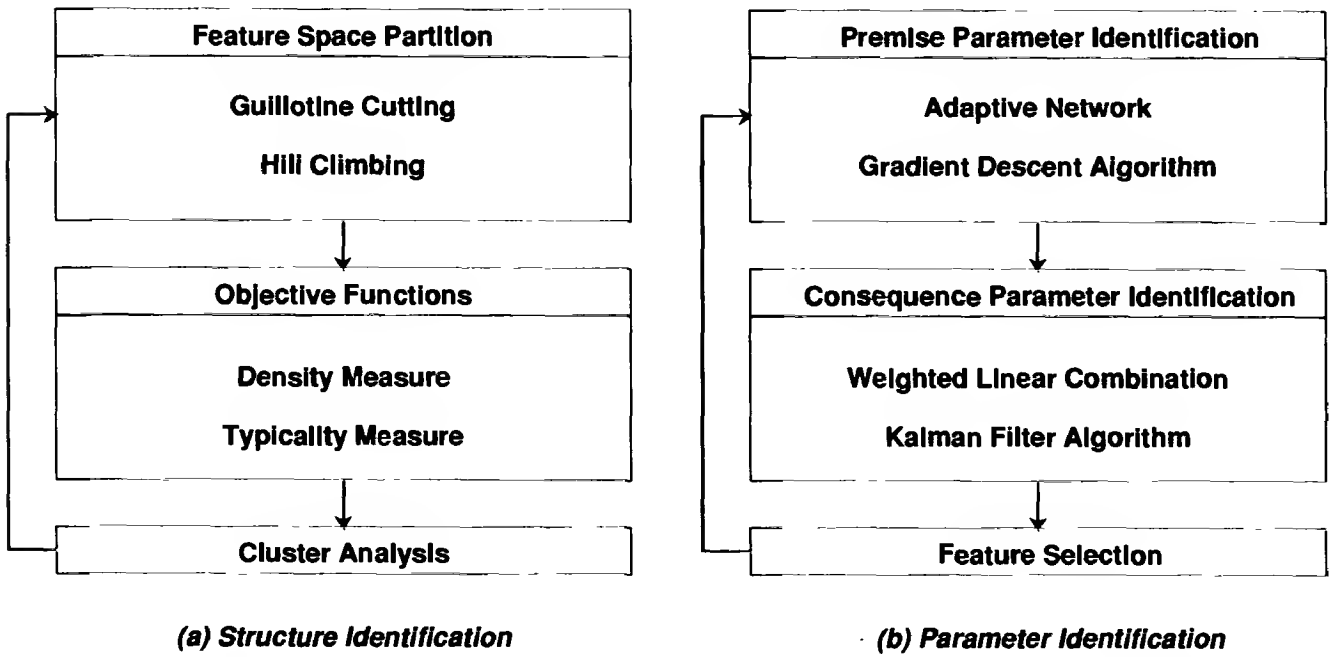 Feature Space Partition
Guillotine Cutting
Hill Climbing
Objective Functions
Density Measure
Typicality Measure
Cluster Analysis
(a) Structure Identification
Premise Parameter Identification
Adaptive Network
Gradient Descent Algorithm
Consequence Parameter Identification
Weighted Linear Combination
Kalman Filter Algorithm
Feature Selection
(b) Parameter Identification